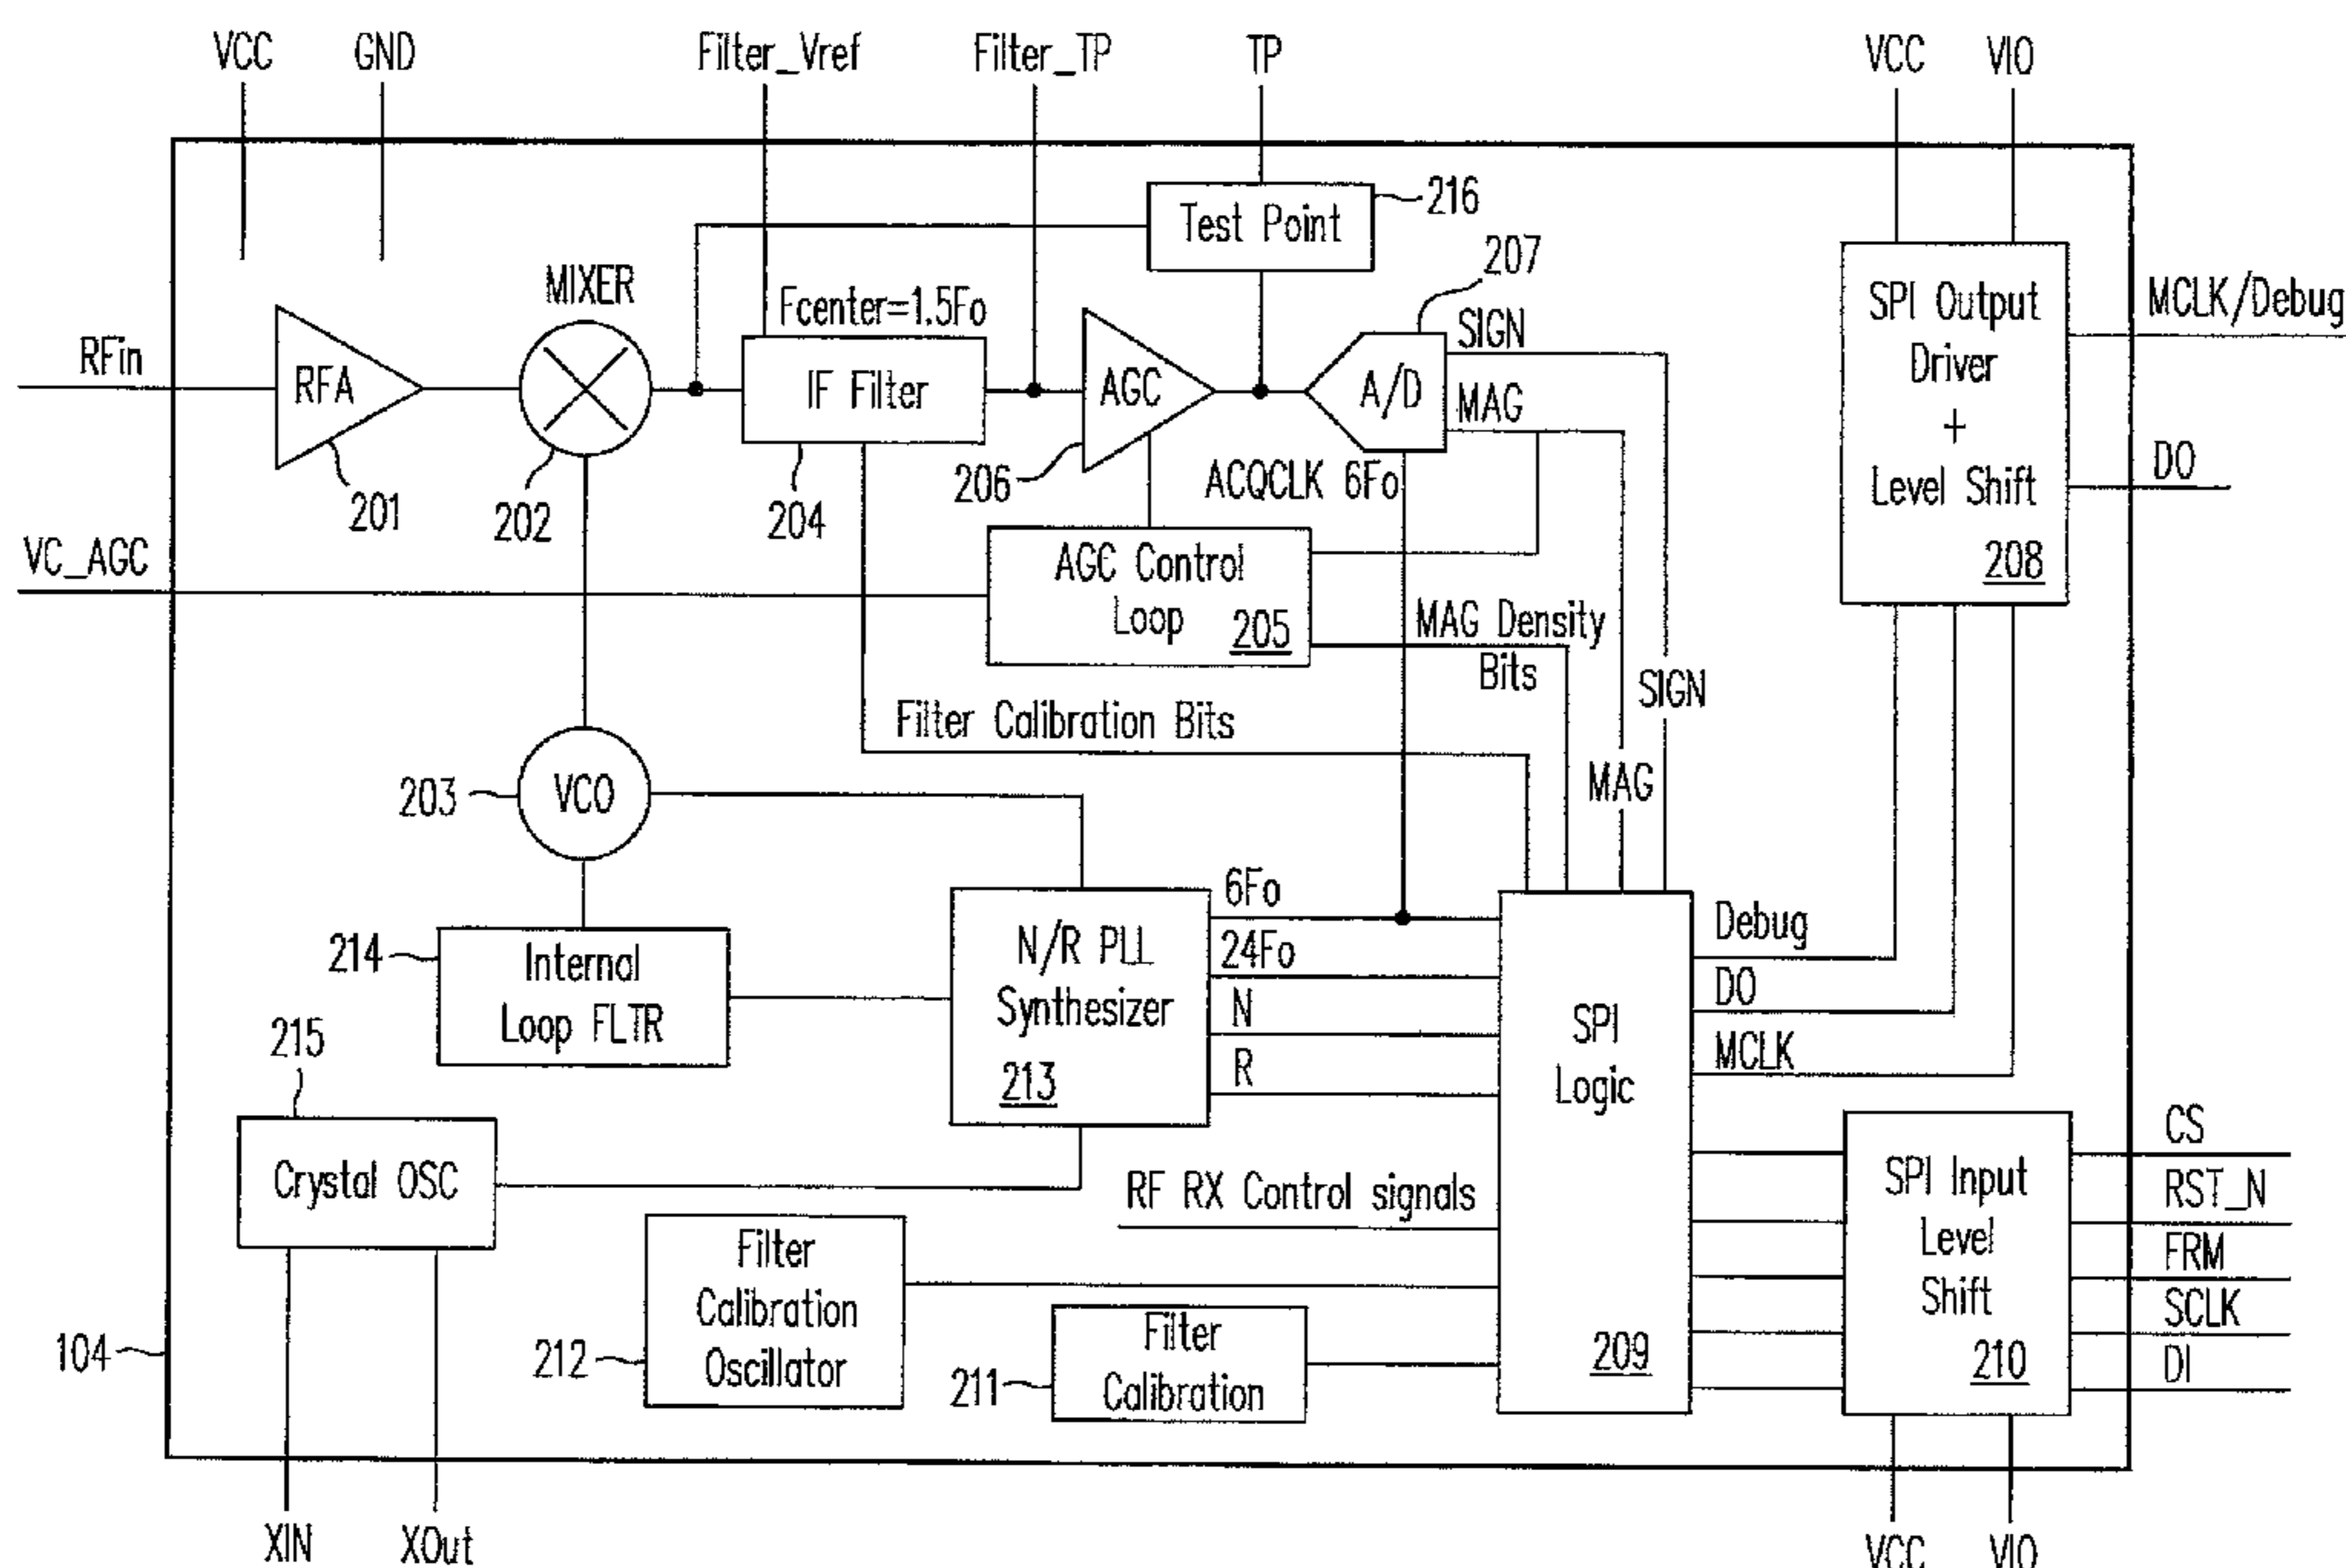 VCC
GND
Filter_Vref
Filter_TP
TP
VCC
VIO
Test Point
216
207
MIXER
Fcenter=1.5Fo
SIGN
SPI Output
Driver
+
Level Shift
208
MCLK/Debug
DO
RFin
RFA
201
202
IF Filter
204
AGC
206
A/D
MAG
ACQCLK 6Fo
VC_AGC
AGC Control
Loop
205
MAG Density
Bits
SIGN
Filter Calibration Bits
MAG
203
VCO
214
Internal
Loop FLTR
N/R PLL
Synthesizer
213
6Fo
24Fo
N
R
SPI
Logic
209
Debug
DO
MCLK
215
Crystal OSC
RF RX Control signals
SPI Input
Level
Shift
210
CS
RST_N
FRM
SCLK
DI
104
212
Filter
Calibration
Oscillator
211
Filter
Calibration
XIN
XOut
VCC
VIO